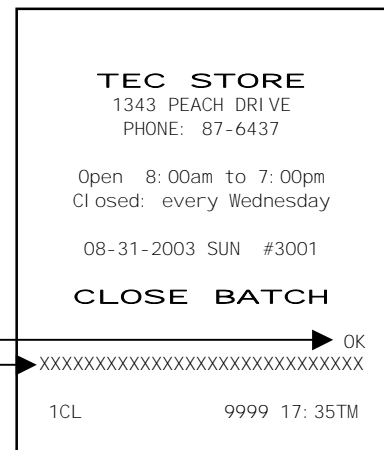 TEC STORE
1343 PEACH DRIVE
PHONE: 87-6437
Open 8:00am to 7:00pm
Closed: every Wednesday
08-31-2003 SUN #3001
CLOSE BATCH
OK
XXXXXXXXXXXXXXXXXXXXXXXXXXXXX
1CL 9999 17:35TM